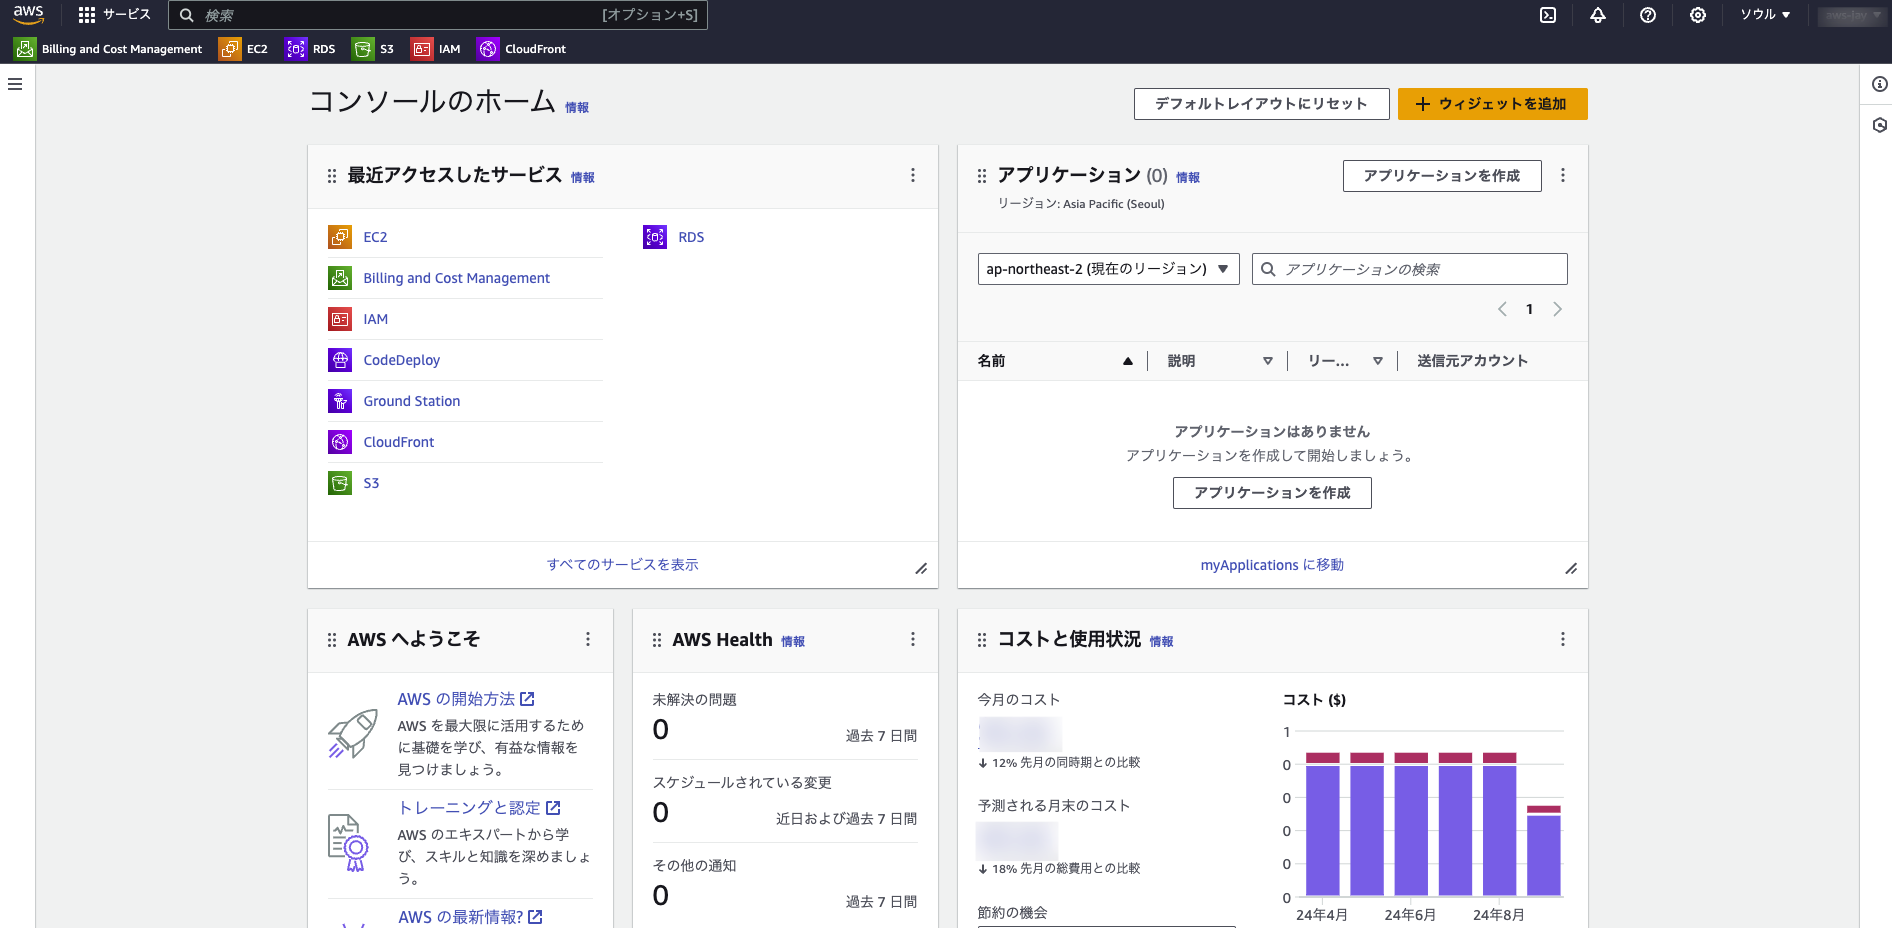 aws
サービス
検索
[オプション+S]
ソウル
Billing and Cost Management
EC2
RDS
S3
IAM
CloudFront
コンソールのホーム 情報
デフォルトレイアウトにリセット
ウィジェットを追加
最近アクセスしたサービス 情報
EC2
Billing and Cost Management
IAM
CodeDeploy
Ground Station
CloudFront
S3
RDS
すべてのサービスを表示
アプリケーション (0) 情報
アプリケーションを作成
リージョン: Asia Pacific (Seoul)
ap-northeast-2 (現在のリージョン)
アプリケーションの検索
1
名前
説明
リー...
送信元アカウント
アプリケーションはありません
アプリケーションを作成して開始しましょう。
アプリケーションを作成
myApplications に移動
AWS へようこそ
AWS の開始方法
AWS を最大限に活用するため
に基礎を学び、有益な情報を
見つけましょう。
トレーニングと認定
AWS のエキスパートから学
び、スキルと知識を深めましょ
う。
AWS の最新情報?
AWS Health 情報
未解決の問題
0
過去 7 日間
スケジュールされている変更
0
近日および過去 7 日間
その他の通知
0
過去 7 日間
コストと使用状況 情報
今月のコスト
12% 先月の同時期との比較
予測される月末のコスト
18% 先月の総費用との比較
節約の機会
コスト ($)
1
0
0
0
0
0
24年4月
24年6月
24年8月